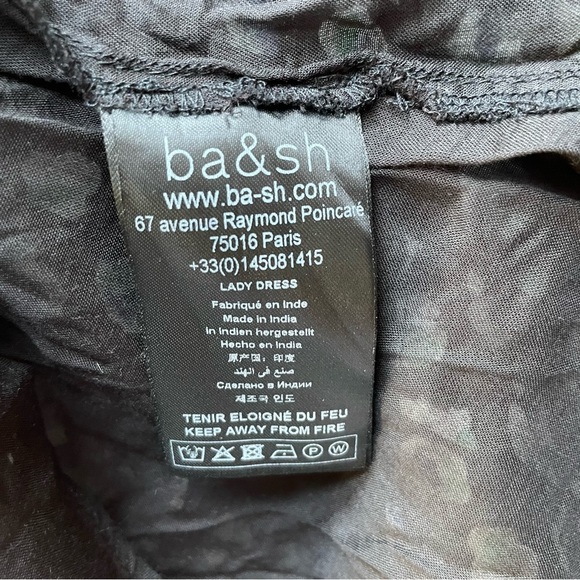 ba&sh
www.ba-sh.com
67 avenue Raymond Poincaré
75016 Paris
+33(0)145081415
LADY DRESS
Fabriqué en Inde
Made in India
In Indien hergestellt
Hecho en India
原产国：印度
صنع في الهند
Сделано в Индии
제조국 인도
TENIR ELOIGNÉ DU FEU
KEEP AWAY FROM FIRE
P W